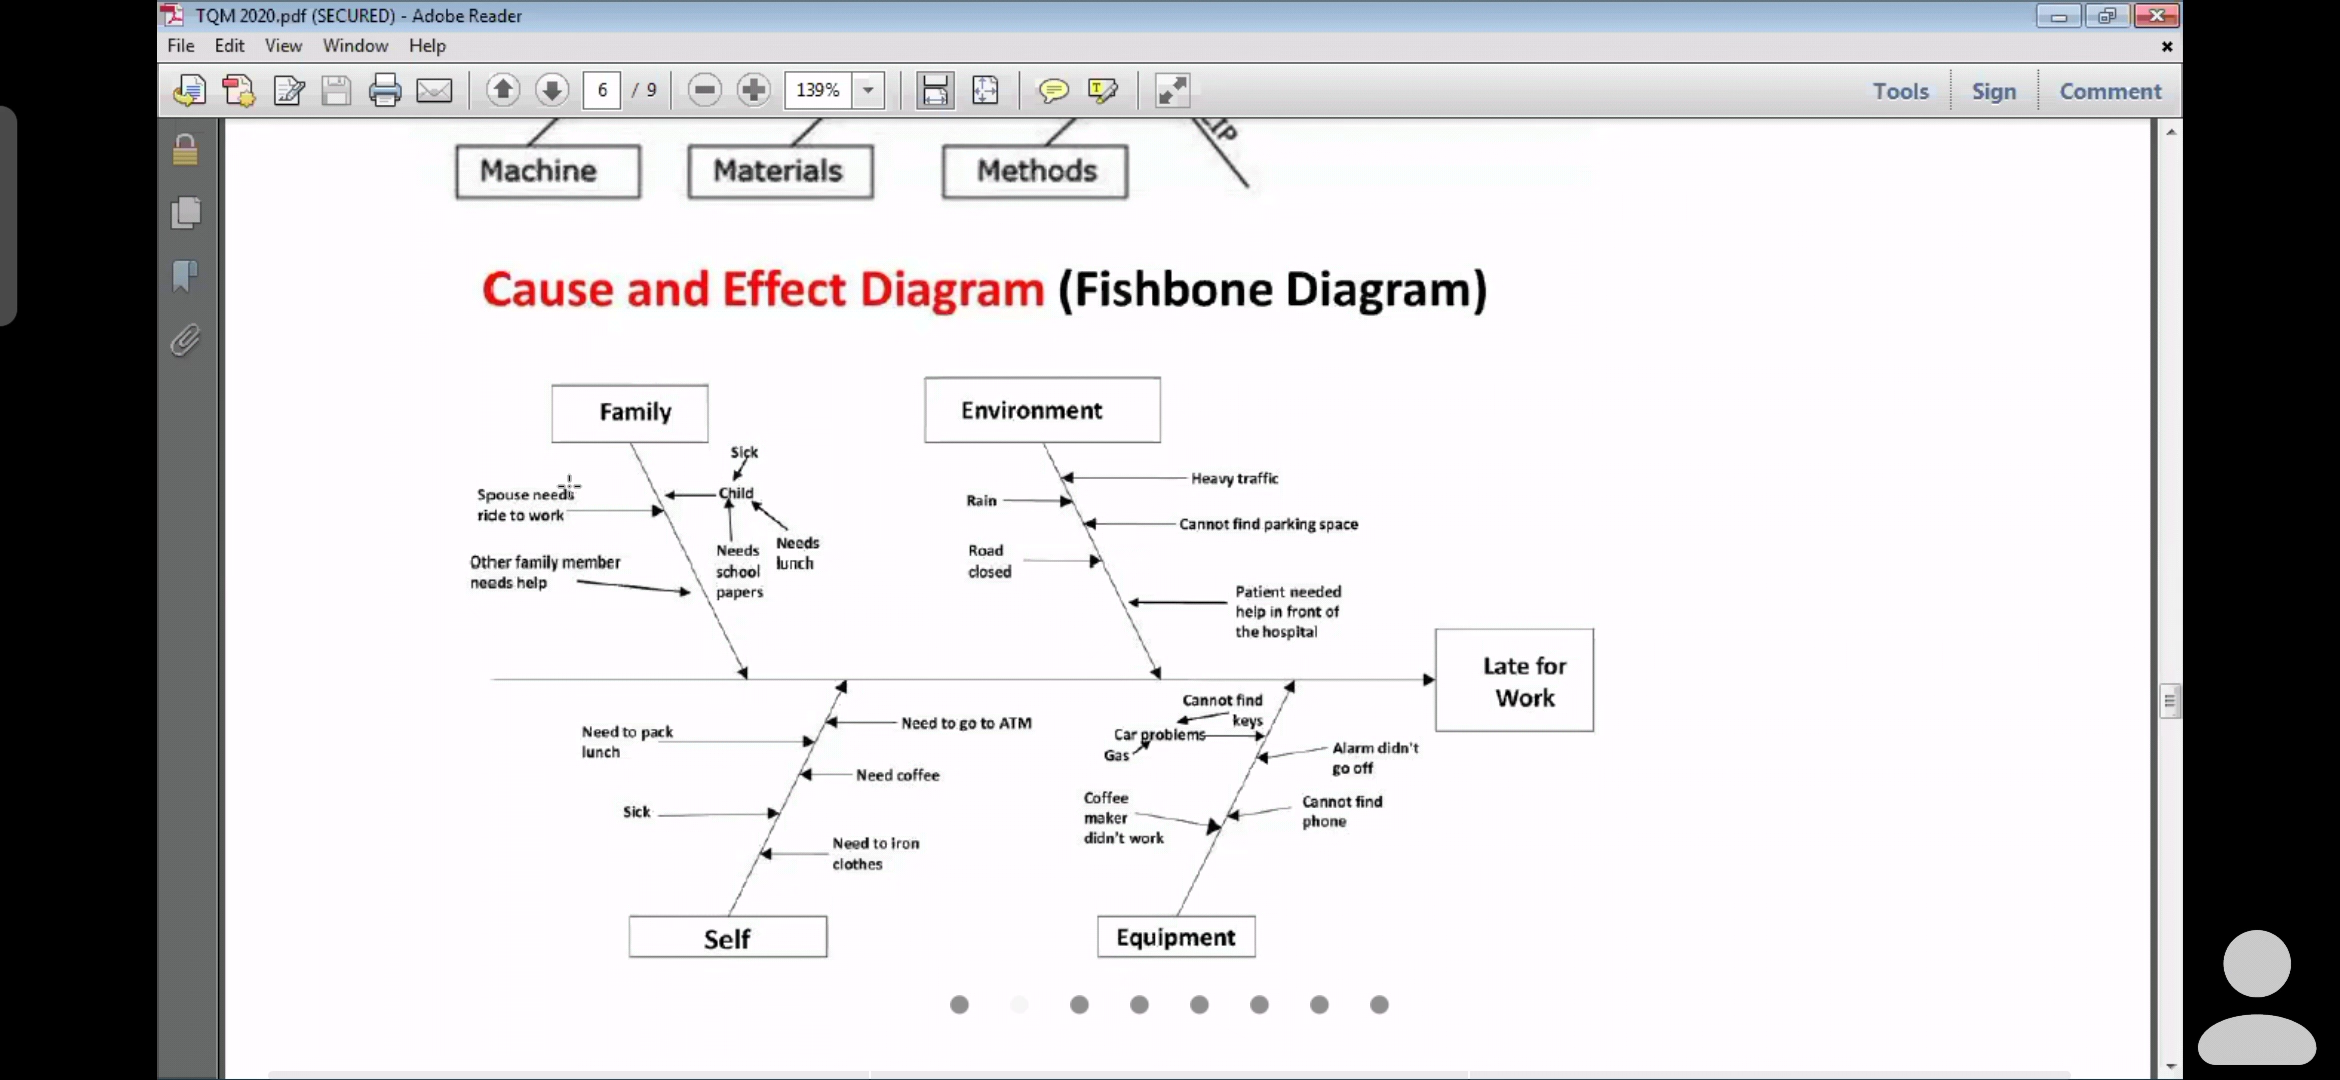 TQM 2020.pdf (SECURED) - Adobe Reader
File Edit View Window Help
6 / 9 139% Tools Sign Comment
Machine Materials Methods
Cause and Effect Diagram (Fishbone Diagram)
Family
Environment
Sick
Spouse needs
ride to work
Child
Needs
school
papers
Needs
lunch
Other family member
needs help
Heavy traffic
Rain
Cannot find parking space
Road
closed
Patient needed
help in front of
the hospital
Late for
Work
Need to pack
lunch
Need to go to ATM
Need coffee
Sick
Need to iron
clothes
Cannot find
keys
Car problems
Gas
Alarm didn't
go off
Coffee
maker
didn't work
Cannot find
phone
Self
Equipment